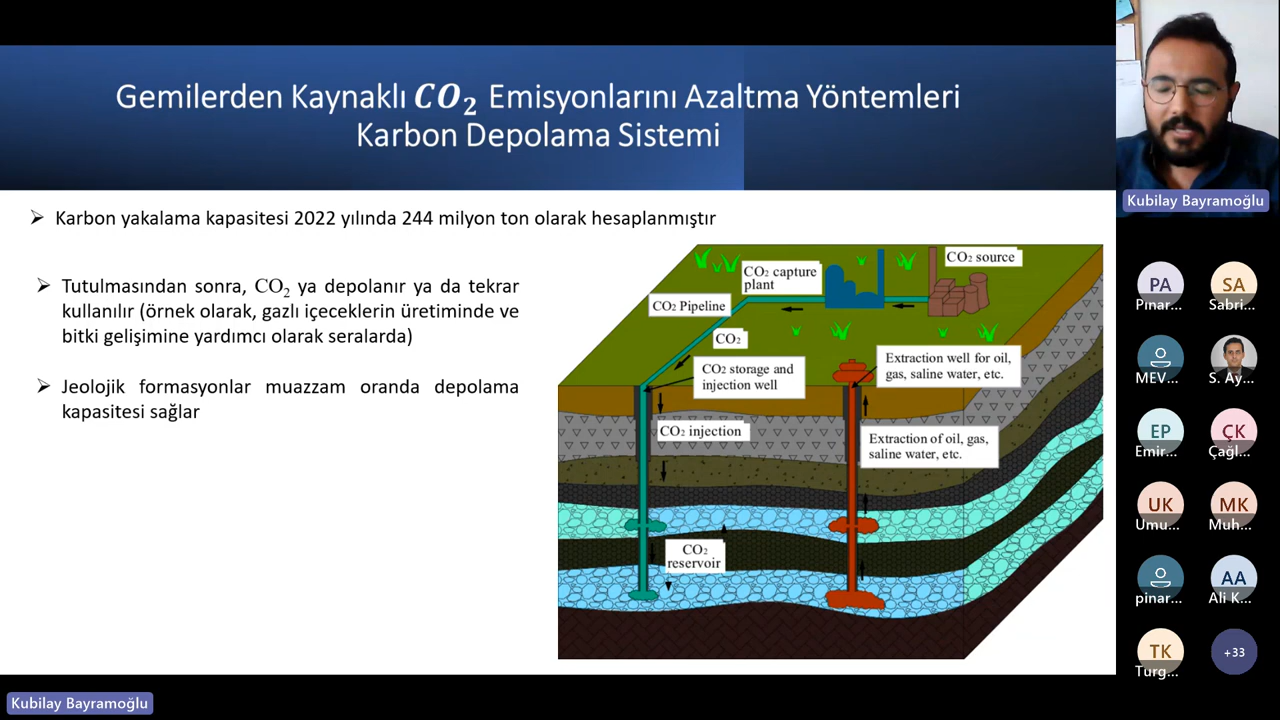 Gemilerden Kaynaklı CO₂ Emisyonlarını Azaltma Yöntemleri
Karbon Depolama Sistemi
➢ Karbon yakalama kapasitesi 2022 yılında 244 milyon ton olarak hesaplanmıştır
➢ Tutulmasından sonra, CO₂ ya depolanır ya da tekrar
kullanılır (örnek olarak, gazlı içeceklerin üretiminde ve
bitki gelişimine yardımcı olarak seralarda)
➢ Jeolojik formasyonlar muazzam oranda depolama
kapasitesi sağlar
CO₂ source
CO₂ capture
plant
CO₂ Pipeline
CO₂
CO₂ storage and
injection well
Extraction well for oil,
gas, saline water, etc.
CO₂ injection
Extraction of oil, gas,
saline water, etc.
CO₂
reservoir
Kubilay Bayramoğlu
PA
Pınar...
SA
Sabri...
MEV...
S. Ay...
EP
Emir...
ÇK
Çağl...
UK
Umu...
MK
Muh...
pinar...
AA
Ali K...
TK
Turg...
+33
Kubilay Bayramoğlu